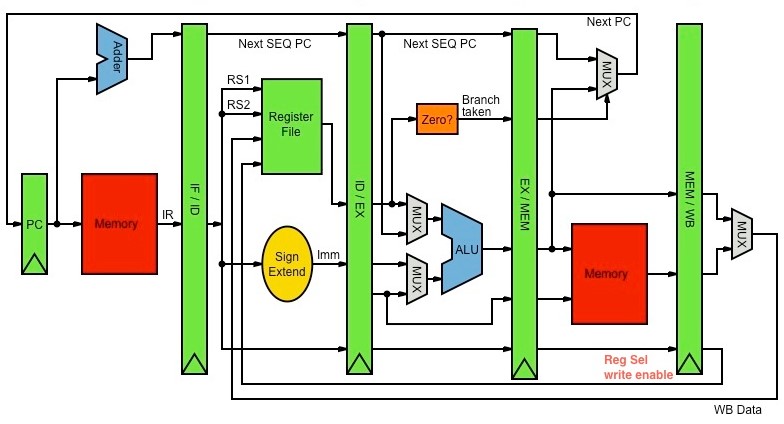 Next PC
Adder
Next SEQ PC
Next SEQ PC
MUX
RS1
RS2
Register
File
Zero?
Branch
taken
PC
Memory
IR
IF / ID
ID / EX
EX / MEM
MEM / WB
MUX
MUX
ALU
Sign
Extend
Imm
Memory
MUX
Reg Sel
write enable
WB Data